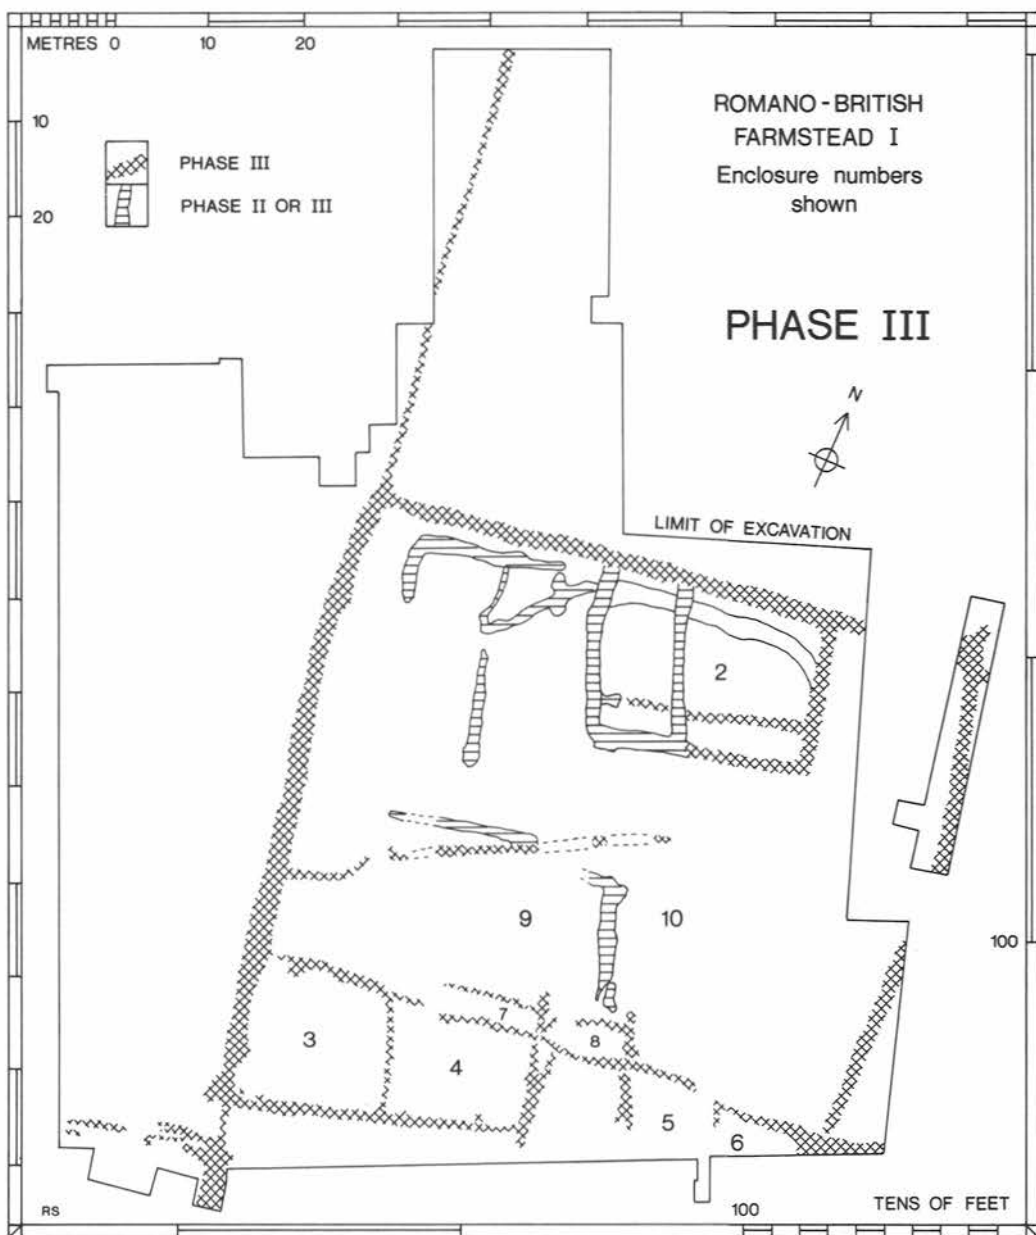 METRES 0 10 20
10
20
PHASE III
PHASE II OR III
ROMANO-BRITISH
FARMSTEAD I
Enclosure numbers
shown
PHASE III
N
LIMIT OF EXCAVATION
2
9 10
100
7
3
8
4
5
6
RS
100
TENS OF FEET